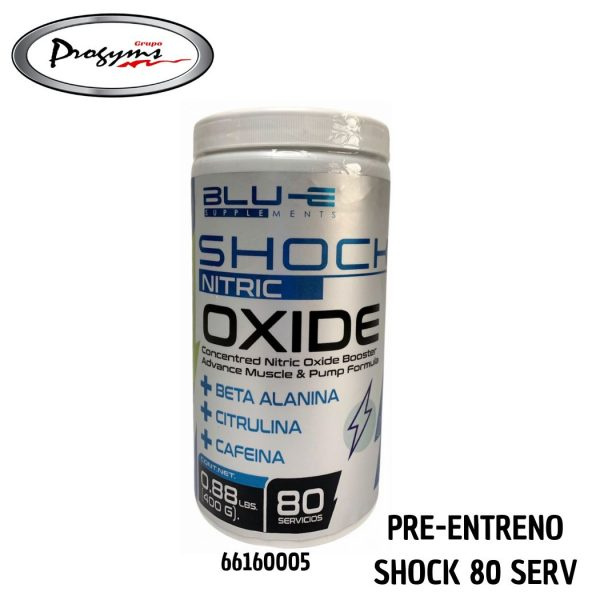 Grupo
Progyms
BLU-E
SUPPLEMENTS
SHOCK
NITRIC
OXIDE
Concentred Nitric Oxide Booster
Advance Muscle & Pump Formula
+ BETA ALANINA
+ CITRULINA
+ CAFEINA
CONT. NET.
0.88 LBS.
(400 G).
80
SERVICIOS
66160005
PRE-ENTRENO
SHOCK 80 SERV